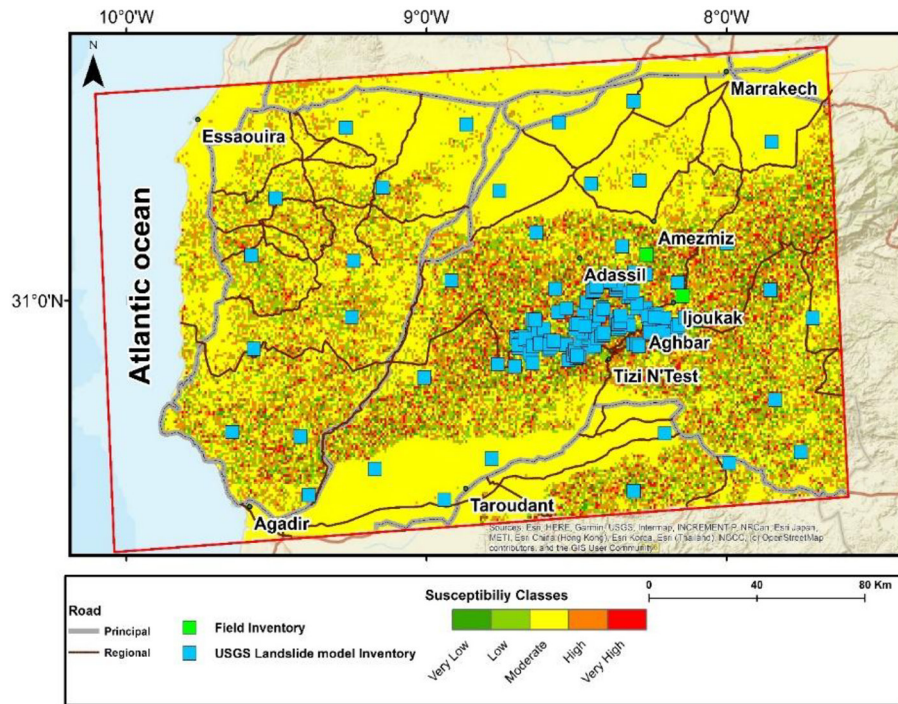 10°0'W
9°0'W
8°0'W
N
Marrakech
Essaouira
Atlantic ocean
Amezmiz
Adassil
31°0'N
Ijoukak
Aghbar
Tizi N'Test
Taroudant
Agadir
Sources: Esri, HERE, Garmin, USGS, Intermap, INCREMENT P, NRCan, Esri Japan,
METI, Esri China (Hong Kong), Esri Korea, Esri (Thailand), NGCC, (c) OpenStreetMap
contributors, and the GIS User Community
Susceptibiliy Classes
0 40 80 Km
Road
Principal
Regional
Field Inventory
USGS Landslide model Inventory
Very Low
Low
Moderate
High
Very High